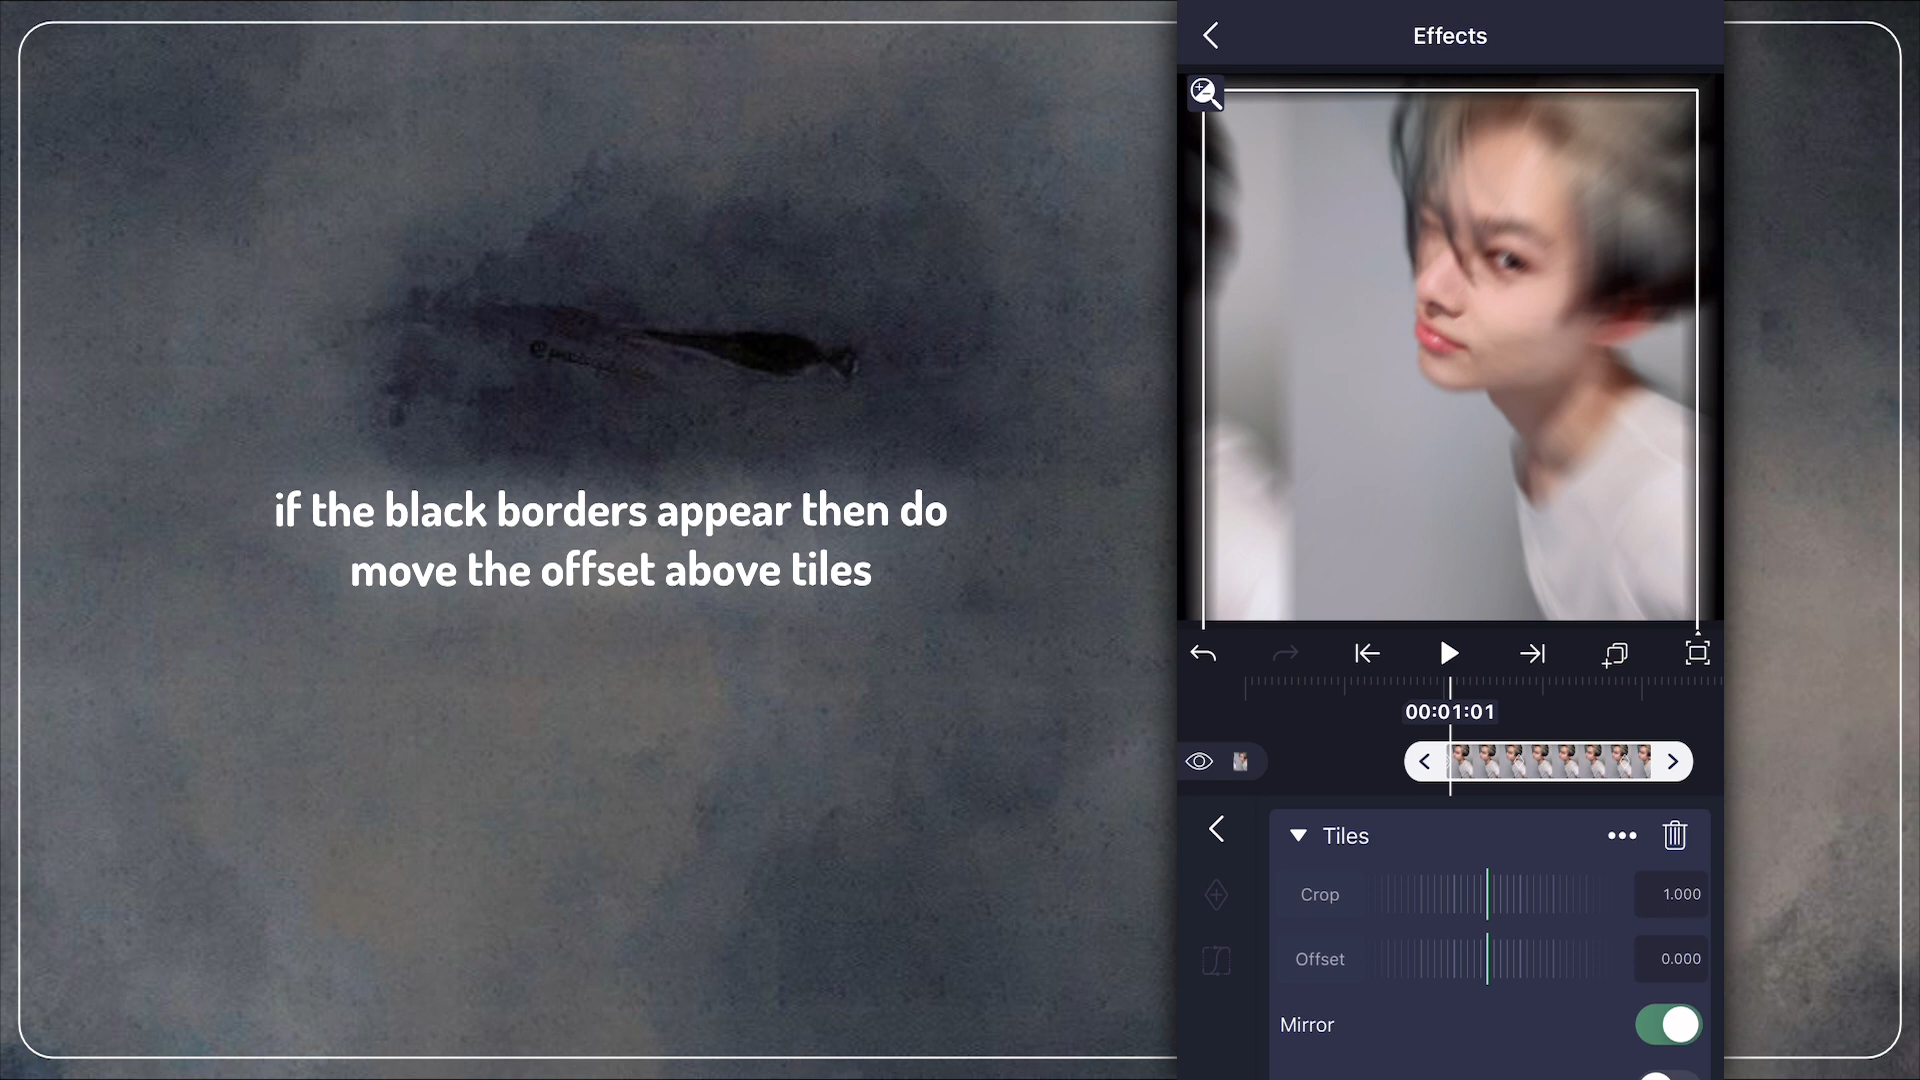 Effects
if the black borders appear then do
move the offset above tiles
00:01:01
Tiles
Crop
1.000
Offset
0.000
Mirror